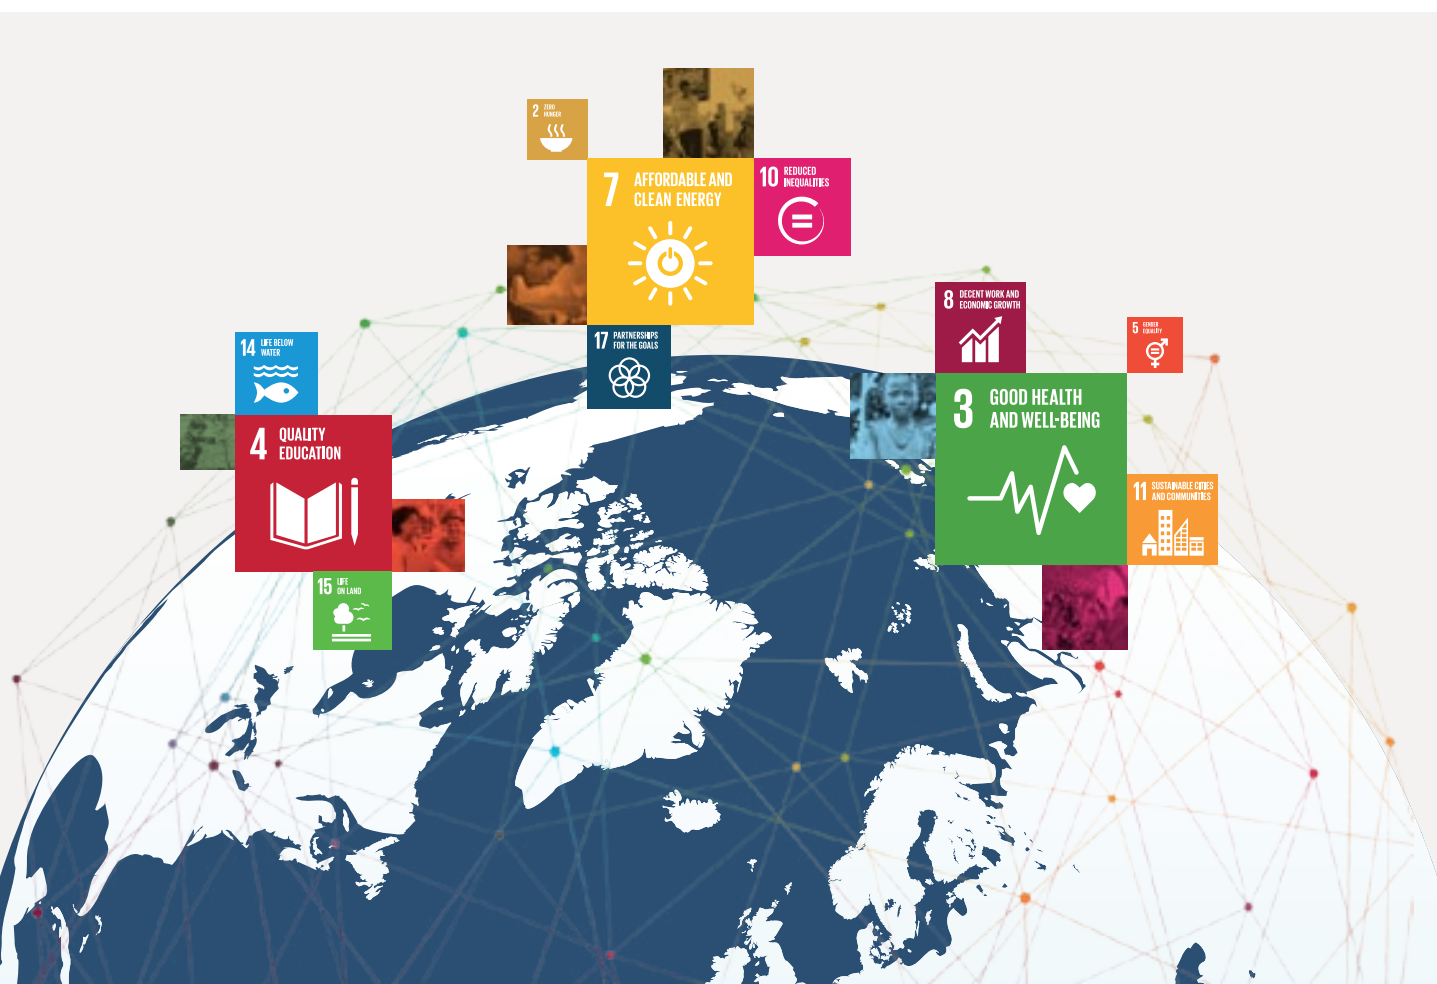 2 ZERO
HUNGER
7 AFFORDABLE AND
CLEAN ENERGY
10 REDUCED
INEQUALITIES
17 PARTNERSHIPS
FOR THE GOALS
14 LIFE BELOW
WATER
4 QUALITY
EDUCATION
15 LIFE
ON LAND
8 DECENT WORK AND
ECONOMIC GROWTH
5 GENDER
EQUALITY
3 GOOD HEALTH
AND WELL-BEING
11 SUSTAINABLE CITIES
AND COMMUNITIES